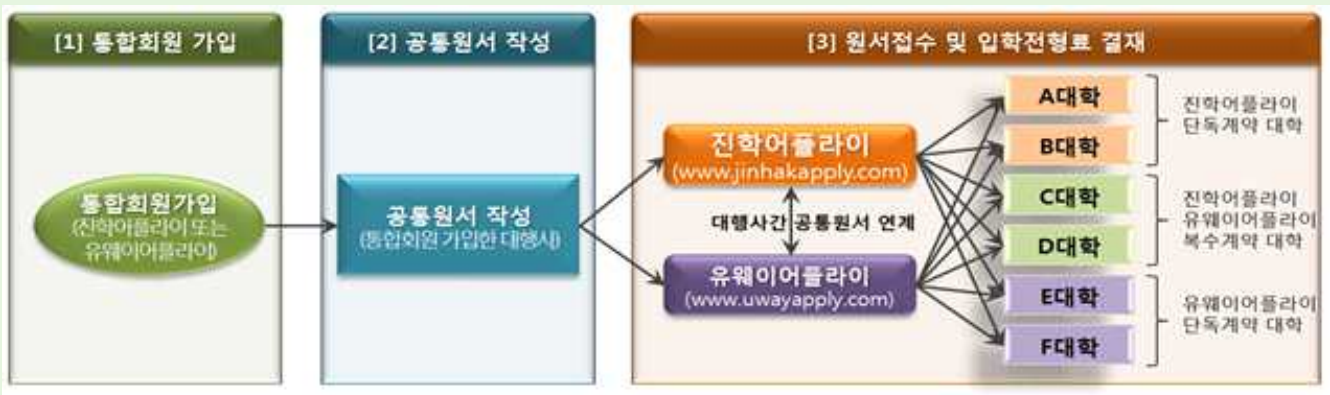 [1] 통합회원 가입
통합회원가입
(진학어플라이 또는
유웨이어플라이)
[2] 공통원서 작성
공통원서 작성
(통합회원 가입한 대행사)
[3] 원서접수 및 입학전형료 결재
진학어플라이
(www.jinhakapply.com)
대행사간 공통원서 연계
유웨이어플라이
(www.uwayapply.com)
A대학
B대학
C대학
D대학
E대학
F대학
진학어플라이
단독계약 대학
진학어플라이
유웨이어플라이
복수계약 대학
유웨이어플라이
단독계약 대학